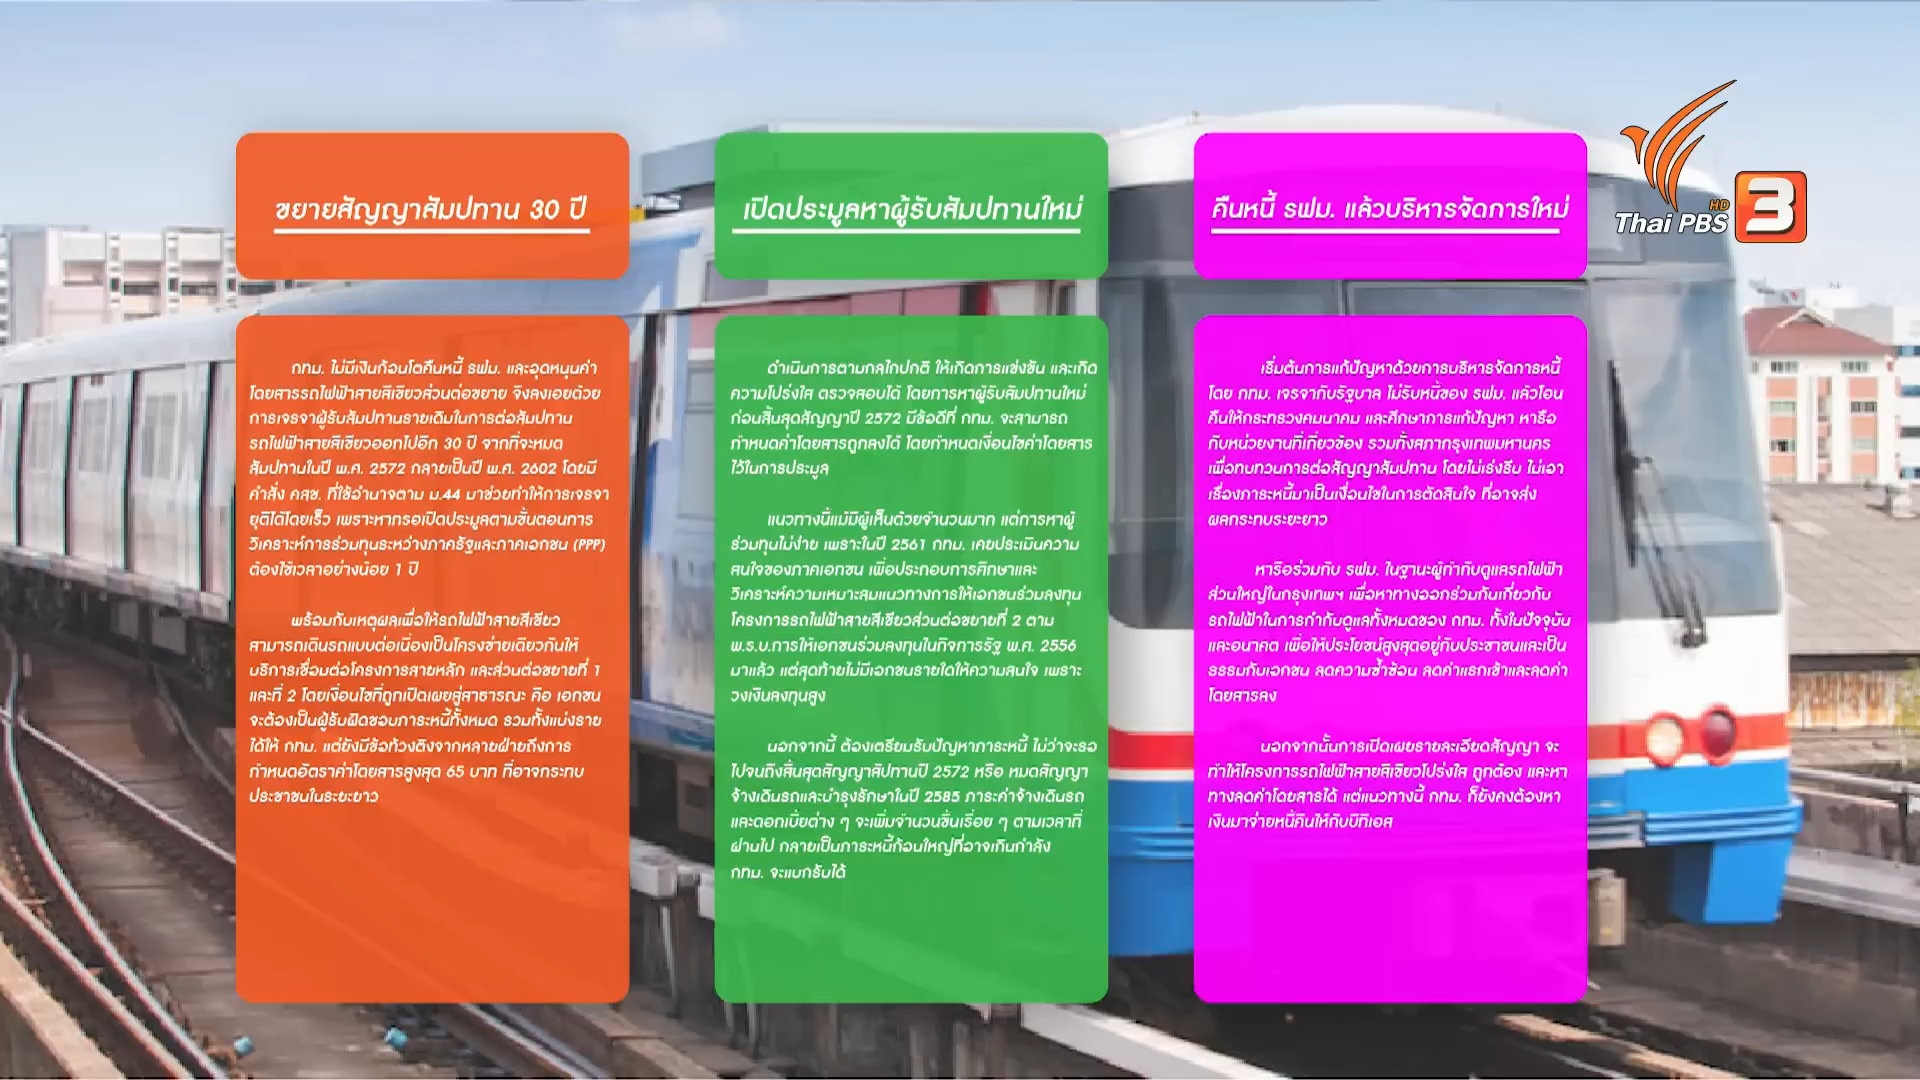 ขยายสัญญาสัมปทาน 30 ปี
กทม. ไม่มีเงินก้อนโตคืนหนี้ รฟม. และอุดหนุนค่า
โดยสารรถไฟฟ้าสายสีเขียวส่วนต่อขยาย จึงลงเอยด้วย
การเจรจาผู้รับสัมปทานรายเดิมในการต่อสัมปทาน
รถไฟฟ้าสายสีเขียวออกไปอีก 30 ปี จากที่จะหมด
สัมปทานในปี พ.ศ. 2572 กลายเป็นปี พ.ศ. 2602 โดยมี
คำสั่ง คสช. ที่ใช้อำนาจตาม ม.44 มาช่วยทำให้การเจรจา
ยุติได้โดยเร็ว เพราะหากรอเปิดประมูลตามขั้นตอนการ
วิเคราะห์การร่วมทุนระหว่างภาครัฐและภาคเอกชน (PPP)
ต้องใช้เวลาอย่างน้อย 1 ปี
พร้อมกับเหตุผลเพื่อให้รถไฟฟ้าสายสีเขียว
สามารถเดินรถแบบต่อเนื่องเป็นโครงข่ายเดียวกันให้
บริการเชื่อมต่อโครงการสายหลัก และส่วนต่อขยายที่ 1
และที่ 2 โดยเงื่อนไขที่ถูกเปิดเผยสู่สาธารณะ คือ เอกชน
จะต้องเป็นผู้รับผิดชอบภาระหนี้ทั้งหมด รวมทั้งแบ่งราย
ได้ให้ กทม. แต่ยังมีข้อท้วงติงจากหลายฝ่ายถึงการ
กำหนดอัตราค่าโดยสารสูงสุด 65 บาท ที่อาจกระทบ
ประชาชนในระยะยาว
เปิดประมูลหาผู้รับสัมปทานใหม่
ดำเนินการตามกลไกปกติ ให้เกิดการแข่งขัน และเกิด
ความโปร่งใส ตรวจสอบได้ โดยการหาผู้รับสัมปทานใหม่
ก่อนสิ้นสุดสัญญาปี 2572 มีข้อดีที่ กทม. จะสามารถ
กำหนดค่าโดยสารถูกลงได้ โดยกำหนดเงื่อนไขค่าโดยสาร
ไว้ในการประมูล
แนวทางนี้แม้มีผู้เห็นด้วยจำนวนมาก แต่การหาผู้
ร่วมทุนไม่ง่าย เพราะในปี 2561 กทม. เคยประเมินความ
สนใจของภาคเอกชน เพื่อประกอบการศึกษาและ
วิเคราะห์ความเหมาะสมแนวทางการให้เอกชนร่วมลงทุน
โครงการรถไฟฟ้าสายสีเขียวส่วนต่อขยายที่ 2 ตาม
พ.ร.บ.การให้เอกชนร่วมลงทุนในกิจการรัฐ พ.ศ. 2556
มาแล้ว แต่สุดท้ายไม่มีเอกชนรายใดให้ความสนใจ เพราะ
วงเงินลงทุนสูง
นอกจากนี้ ต้องเตรียมรับปัญหาภาระหนี้ ไม่ว่าจะรอ
ไปจนถึงสิ้นสุดสัญญาสัปทานปี 2572 หรือ หมดสัญญา
จ้างเดินรถและบำรุงรักษาในปี 2585 ภาระค่าจ้างเดินรถ
และดอกเบี้ยต่าง ๆ จะเพิ่มจำนวนขึ้นเรื่อย ๆ ตามเวลาที่
ผ่านไป กลายเป็นภาระหนี้ก้อนใหญ่ที่อาจเกินกำลัง
กทม. จะแบกรับได้
คืนหนี้ รฟม. แล้วบริหารจัดการใหม่
เริ่มต้นการแก้ปัญหาด้วยการบริหารจัดการหนี้
โดย กทม. เจรจากับรัฐบาล ไม่รับหนี้ของ รฟม. แล้วโอน
คืนให้กระทรวงคมนาคม และศึกษาการแก้ปัญหา หารือ
กับหน่วยงานที่เกี่ยวข้อง รวมทั้งสภากรุงเทพมหานคร
เพื่อทบทวนการต่อสัญญาสัมปทาน โดยไม่เร่งรีบ ไม่เอา
เรื่องภาระหนี้มาเป็นเงื่อนไขในการตัดสินใจ ที่อาจส่ง
ผลกระทบระยะยาว
หารือร่วมกับ รฟม. ในฐานะผู้กำกับดูแลรถไฟฟ้า
ส่วนใหญ่ในกรุงเทพฯ เพื่อหาทางออกร่วมกันเกี่ยวกับ
รถไฟฟ้าในการกำกับดูแลทั้งหมดของ กทม. ทั้งในปัจจุบัน
และอนาคต เพื่อให้ประโยชน์สูงสุดอยู่กับประชาชนและเป็น
ธรรมกับเอกชน ลดความซ้ำซ้อน ลดค่าแรกเข้าและลดค่า
โดยสารลง
นอกจากนั้นการเปิดเผยรายละเอียดสัญญา จะ
ทำให้โครงการรถไฟฟ้าสายสีเขียวโปร่งใส ถูกต้อง และหา
ทางลดค่าโดยสารได้ แต่แนวทางนี้ กทม. ก็ยังคงต้องหา
เงินมาจ่ายหนี้คืนให้กับบีทีเอส
HD
Thai PBS 3